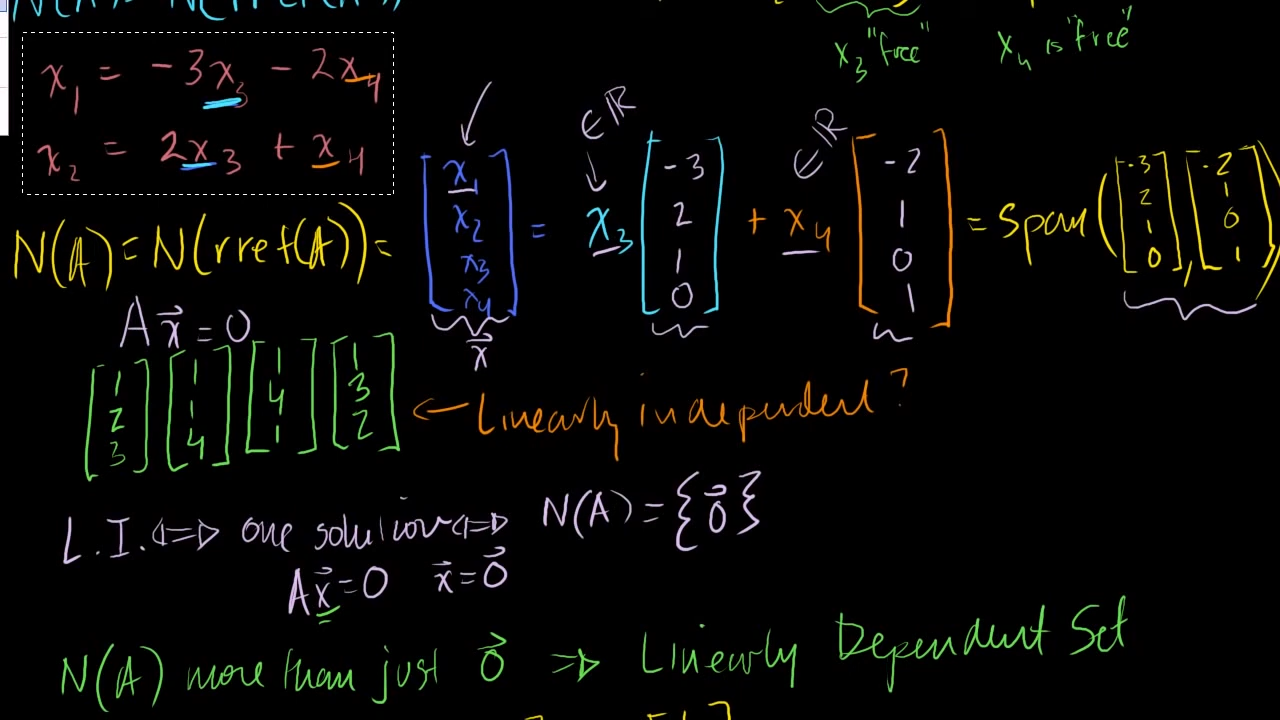 N(A) = N(rref(A))
x₃ "free" x₄ is "free"
x₁ = -3x₃ - 2x₄
x₂ = 2x₃ + x₄
∈ℝ ∈ℝ
N(A) = N(rref(A)) = [x₁ x₂ x₃ x₄] = x₃ [-3 2 1 0] + x₄ [-2 1 0 1] = Span([-3 2 1 0], [-2 1 0 1])
x⃗
Ax⃗ = 0
[1 2 3] [1 1 4] [1 4 1] [1 3 2] ← Linearly independent?
L.I. ⇔ one solution ⇔ N(A) = {0⃗}
Ax⃗ = 0 x⃗ = 0⃗
N(A) more than just 0⃗ ⇒ Linearly Dependent Set